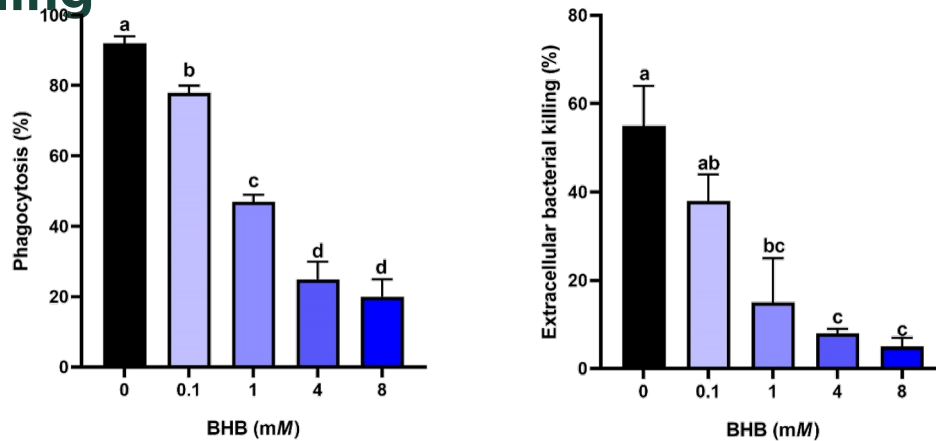 100
80
60
40
20
0
Phagocytosis (%)
a
b
c
d
d
0 0.1 1 4 8
BHB (mM)
80
60
40
20
0
Extracellular bacterial killing (%)
a
ab
bc
c
c
0 0.1 1 4 8
BHB (mM)